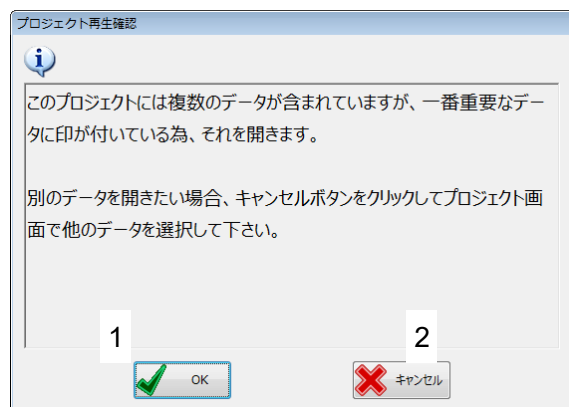 プロジェクト再生確認
このプロジェクトには複数のデータが含まれていますが、一番重要なデー
タに印が付いている為、それを開きます。
別のデータを開きたい場合、キャンセルボタンをクリックしてプロジェクト画
面で他のデータを選択して下さい。
1 2
OK キャンセル